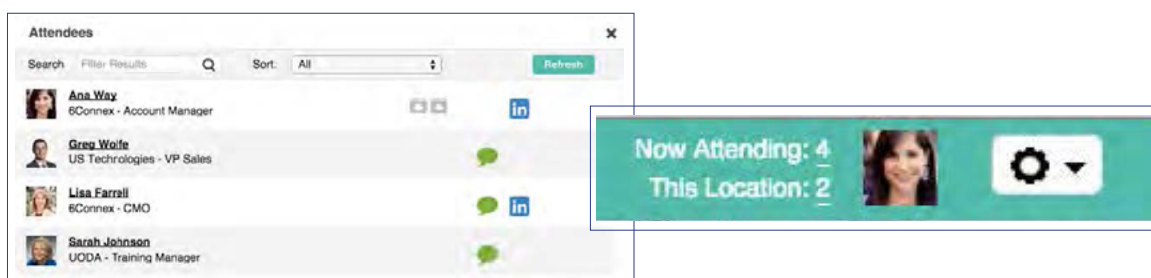 Attendees
Search Filter Results Sort: All Refresh
Ana Way
6Connex - Account Manager
in
Greg Wolfe
US Technologies - VP Sales
Lisa Farrell
6Connex - CMO
in
Sarah Johnson
UODA - Training Manager
Now Attending: 4
This Location: 2